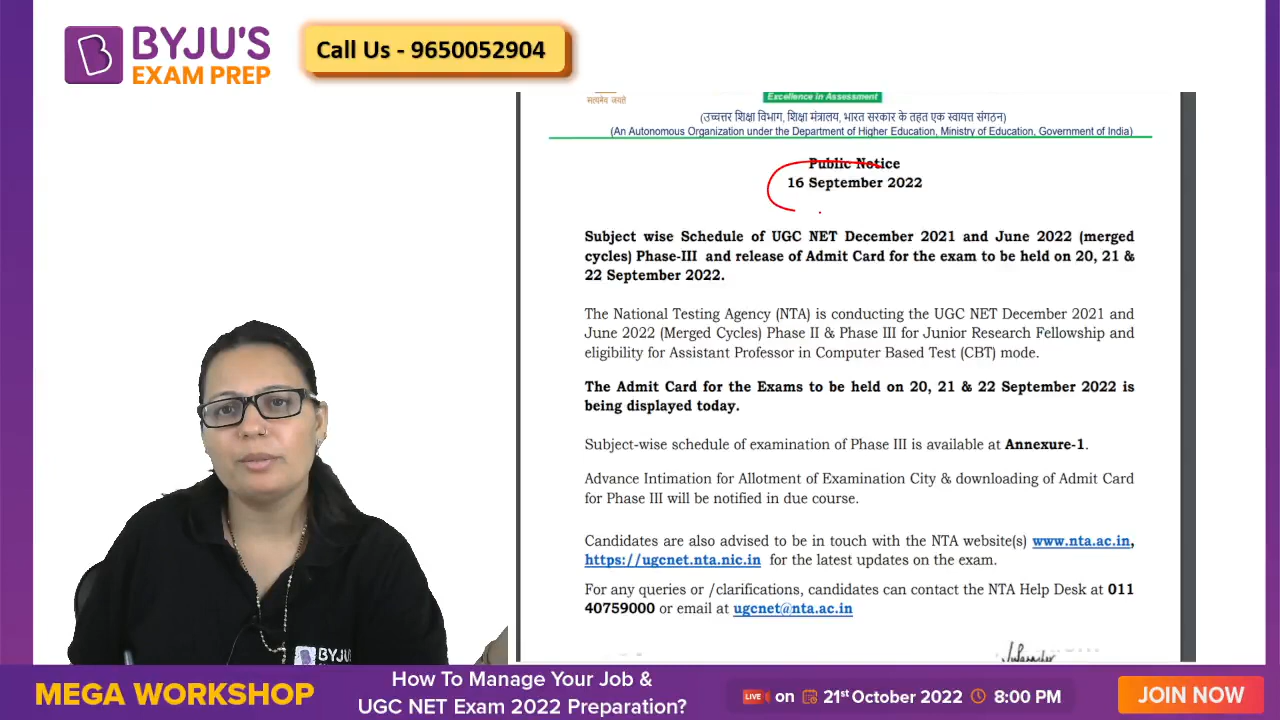 BYJU'S
EXAM PREP
Call Us - 9650052904
सत्यमेव जयते
Excellence in Assessment
(उच्चत्तर शिक्षा विभाग, शिक्षा मंत्रालय, भारत सरकार के तहत एक स्वायत्त संगठन)
(An Autonomous Organization under the Department of Higher Education, Ministry of Education, Government of India)
Public Notice
16 September 2022
Subject wise Schedule of UGC NET December 2021 and June 2022 (merged
cycles) Phase-III and release of Admit Card for the exam to be held on 20, 21 &
22 September 2022.
The National Testing Agency (NTA) is conducting the UGC NET December 2021 and
June 2022 (Merged Cycles) Phase II & Phase III for Junior Research Fellowship and
eligibility for Assistant Professor in Computer Based Test (CBT) mode.
The Admit Card for the Exams to be held on 20, 21 & 22 September 2022 is
being displayed today.
Subject-wise schedule of examination of Phase III is available at Annexure-1.
Advance Intimation for Allotment of Examination City & downloading of Admit Card
for Phase III will be notified in due course.
Candidates are also advised to be in touch with the NTA website(s) www.nta.ac.in,
https://ugcnet.nta.nic.in for the latest updates on the exam.
For any queries or /clarifications, candidates can contact the NTA Help Desk at 011
40759000 or email at ugcnet@nta.ac.in
BYJU'S
MEGA WORKSHOP
How To Manage Your Job &
UGC NET Exam 2022 Preparation?
LIVE on 21st October 2022 8:00 PM
JOIN NOW